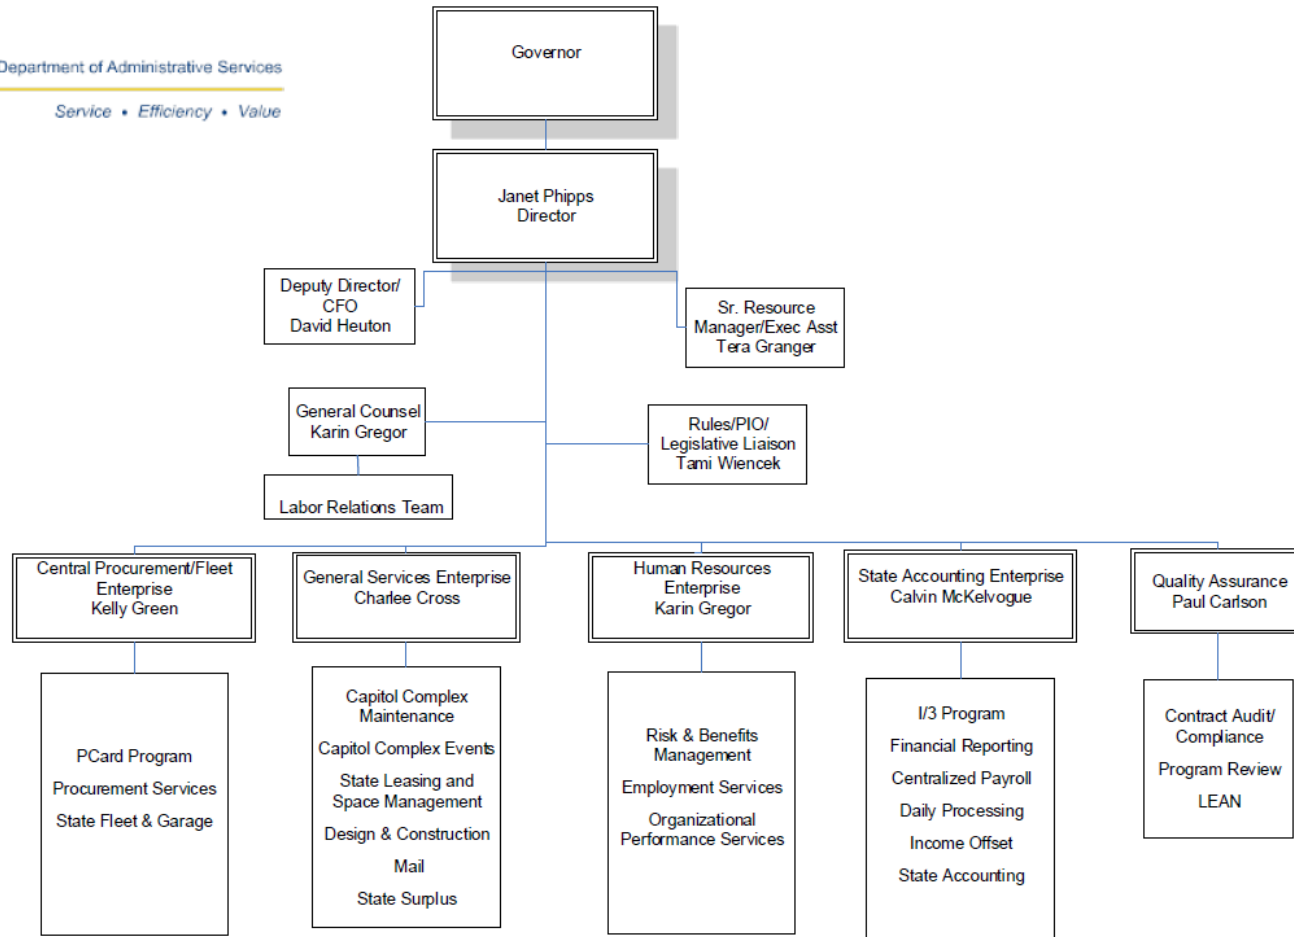 Governor
Department of Administrative Services
Service • Efficiency • Value
Janet Phipps
Director
Deputy Director/
CFO
David Heuton
Sr. Resource
Manager/Exec Asst
Tera Granger
General Counsel
Karin Gregor
Rules/PIO/
Legislative Liaison
Tami Wiencek
Labor Relations Team
Central Procurement/Fleet
Enterprise
Kelly Green
General Services Enterprise
Charlee Cross
Human Resources
Enterprise
Karin Gregor
State Accounting Enterprise
Calvin McKelvogue
Quality Assurance
Paul Carlson
PCard Program
Procurement Services
State Fleet & Garage
Capitol Complex
Maintenance
Capitol Complex Events
State Leasing and
Space Management
Design & Construction
Mail
State Surplus
Risk & Benefits
Management
Employment Services
Organizational
Performance Services
I/3 Program
Financial Reporting
Centralized Payroll
Daily Processing
Income Offset
State Accounting
Contract Audit/
Compliance
Program Review
LEAN